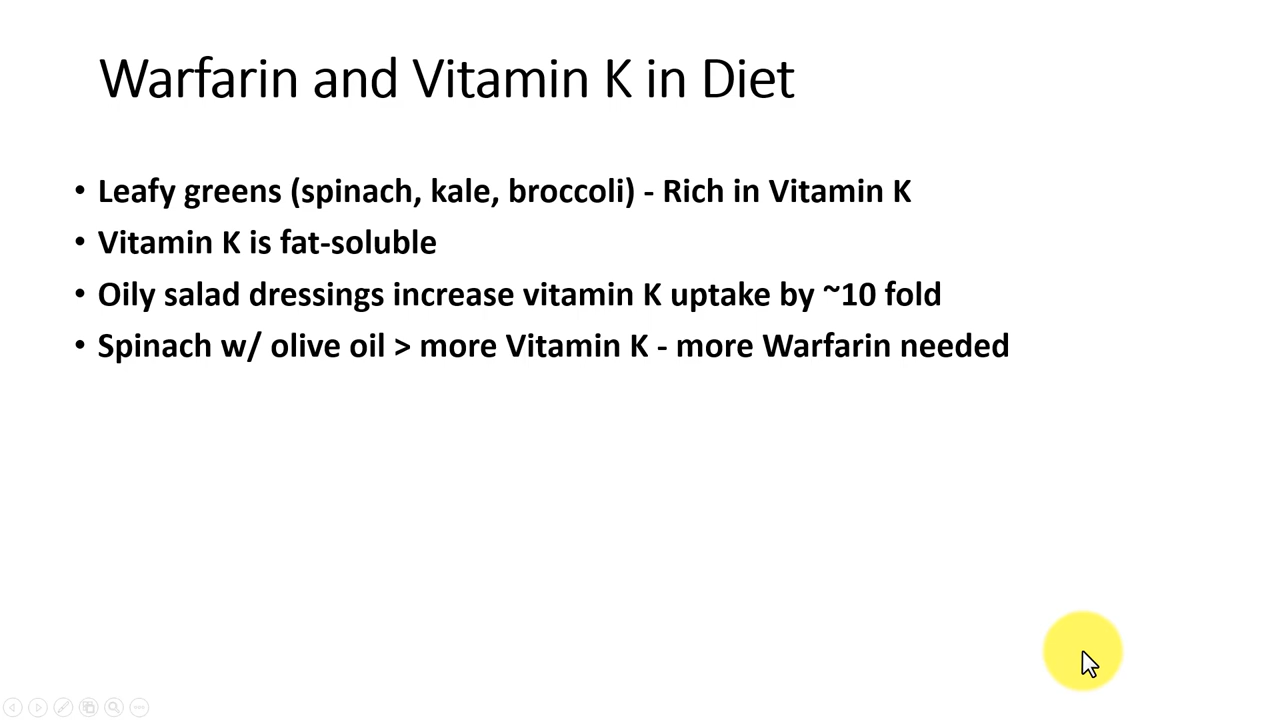 Warfarin and Vitamin K in Diet
• Leafy greens (spinach, kale, broccoli) - Rich in Vitamin K
• Vitamin K is fat-soluble
• Oily salad dressings increase vitamin K uptake by ~10 fold
• Spinach w/ olive oil > more Vitamin K - more Warfarin needed